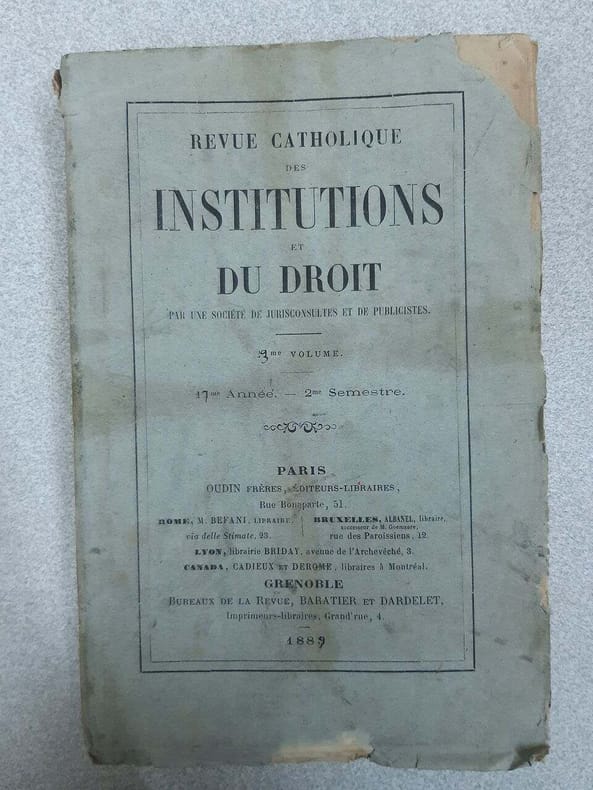 REVUE CATHOLIQUE
DES
INSTITUTIONS
ET
DU DROIT
PAR UNE SOCIÉTÉ DE JURISCONSULTES ET DE PUBLICISTES.
3me VOLUME.
17me Année. — 2me Semestre.
PARIS
OUDIN FRÈRES, ÉDITEURS-LIBRAIRES,
Rue Bonaparte, 51.
ROME, M. BEFANI, LIBRAIRE,
via delle Stimate, 23.
BRUXELLES, ALBANEL, libraire,
successeur de M. Goemaere,
rue des Paroissiens, 12.
LYON, librairie BRIDAY, avenue de l'Archevêché, 3.
CANADA, CADIEUX ET DEROME, libraires à Montréal.
GRENOBLE
BUREAUX DE LA REVUE, BARATIER ET DARDELET,
Imprimeurs-libraires, Grand'rue, 4.
1889